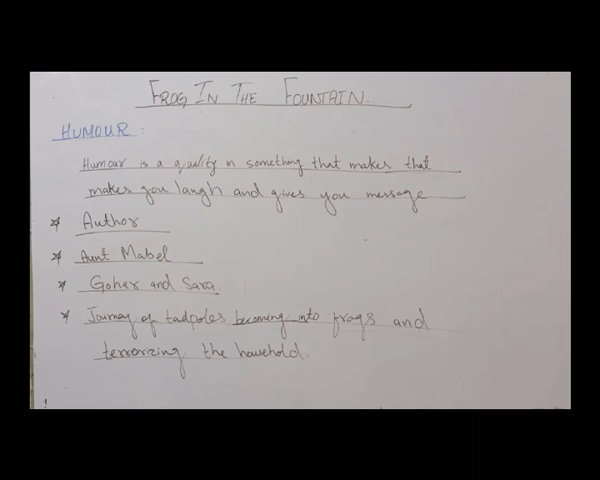 FROG IN THE FOUNTAIN.
HUMOUR :
Humour is a quality in something that makes that
makes you laugh and gives you message
* Author
* Aunt Mabel
* Gohar and Sara
* Journey of tadpoles becoming into frogs and
terrorizing the household.